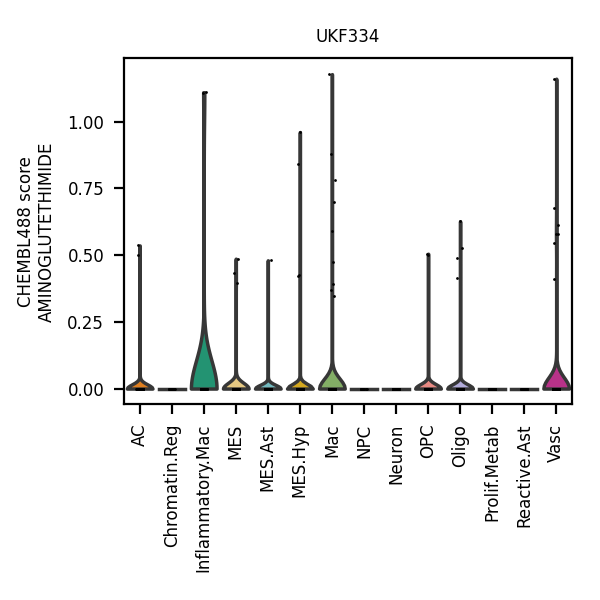 UKF334
CHEMBL488 score
AMINOGLUTETHIMIDE
1.00
0.75
0.50
0.25
0.00
AC
Chromatin.Reg
Inflammatory.Mac
MES
MES.Ast
MES.Hyp
Mac
NPC
Neuron
OPC
Oligo
Prolif.Metab
Reactive.Ast
Vasc